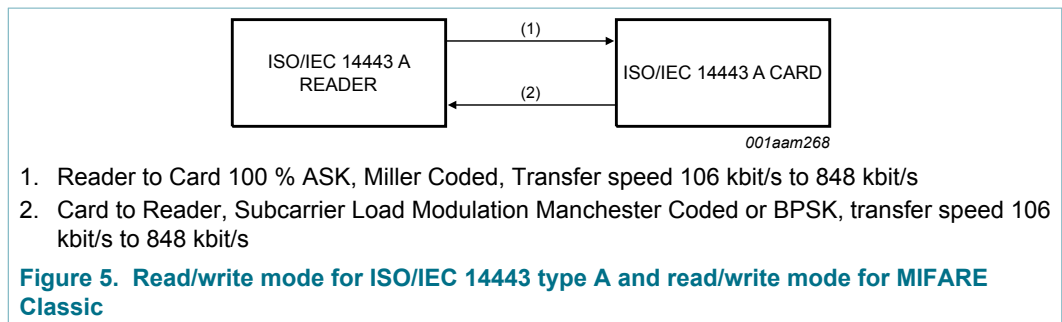 (1)
ISO/IEC 14443 A
READER
ISO/IEC 14443 A CARD
(2)
001aam268
1. Reader to Card 100 % ASK, Miller Coded, Transfer speed 106 kbit/s to 848 kbit/s
2. Card to Reader, Subcarrier Load Modulation Manchester Coded or BPSK, transfer speed 106
kbit/s to 848 kbit/s
Figure 5. Read/write mode for ISO/IEC 14443 type A and read/write mode for MIFARE
Classic